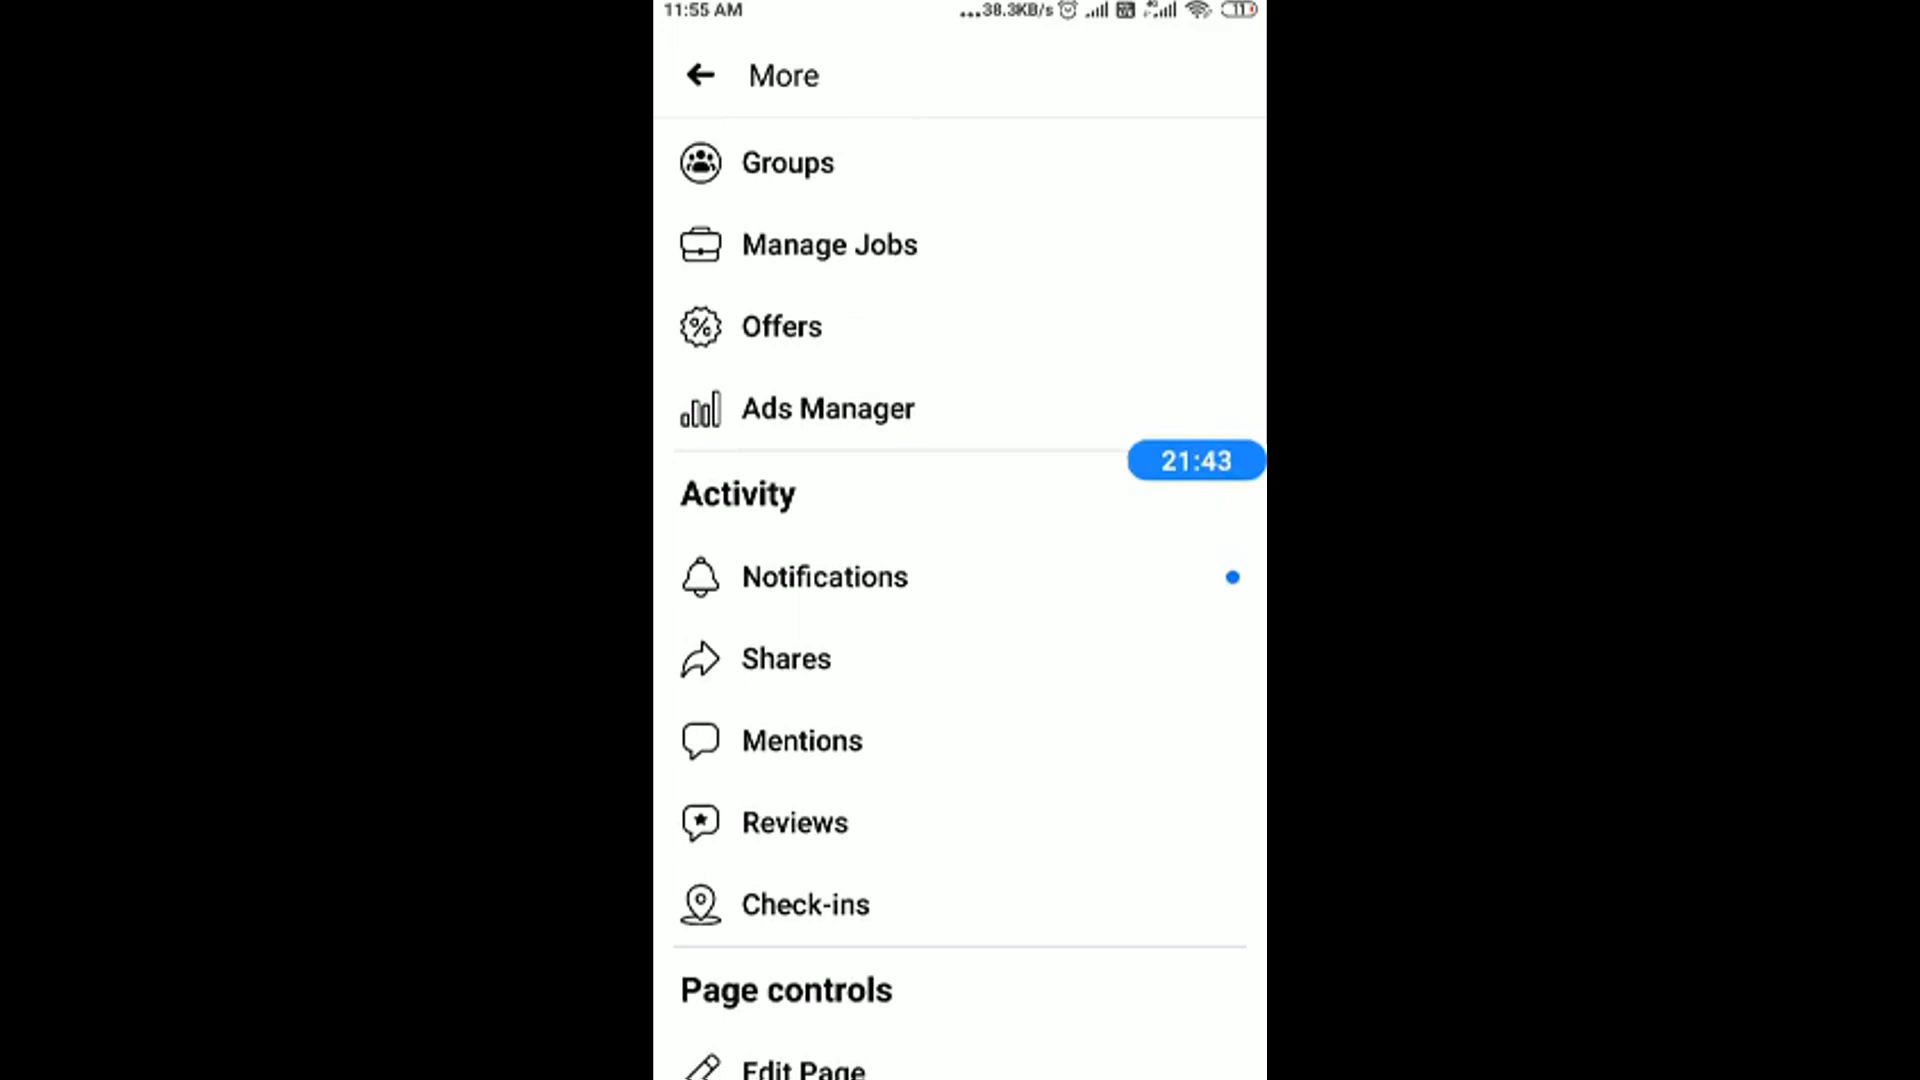 11:55 AM
...38.3KB/s
11
More
Groups
Manage Jobs
Offers
Ads Manager
21:43
Activity
Notifications
Shares
Mentions
Reviews
Check-ins
Page controls
Edit Page